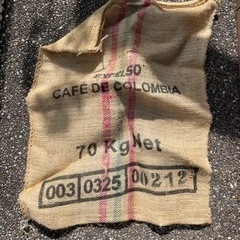 CAFE DE COLOMBIA
70 Kg Net
003 0325 00212